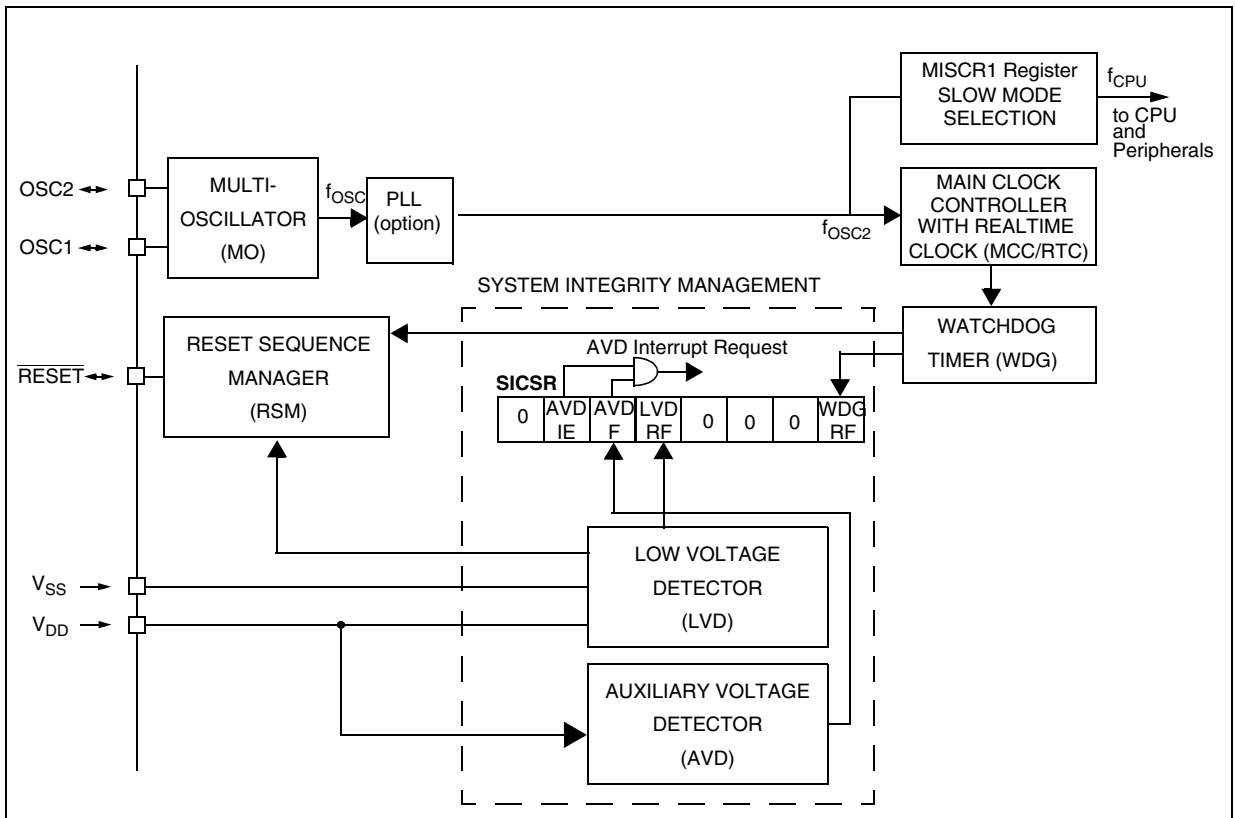 MISCR1 Register
SLOW MODE
SELECTION
fCPU
to CPU
and
Peripherals
OSC2
OSC1
MULTI-
OSCILLATOR
(MO)
fOSC
PLL
(option)
fOSC2
MAIN CLOCK
CONTROLLER
WITH REALTIME
CLOCK (MCC/RTC)
SYSTEM INTEGRITY MANAGEMENT
RESET
RESET SEQUENCE
MANAGER
(RSM)
AVD Interrupt Request
WATCHDOG
TIMER (WDG)
SICSR
0
AVD
IE
AVD
F
LVD
RF
0
0
0
WDG
RF
VSS
VDD
LOW VOLTAGE
DETECTOR
(LVD)
AUXILIARY VOLTAGE
DETECTOR
(AVD)